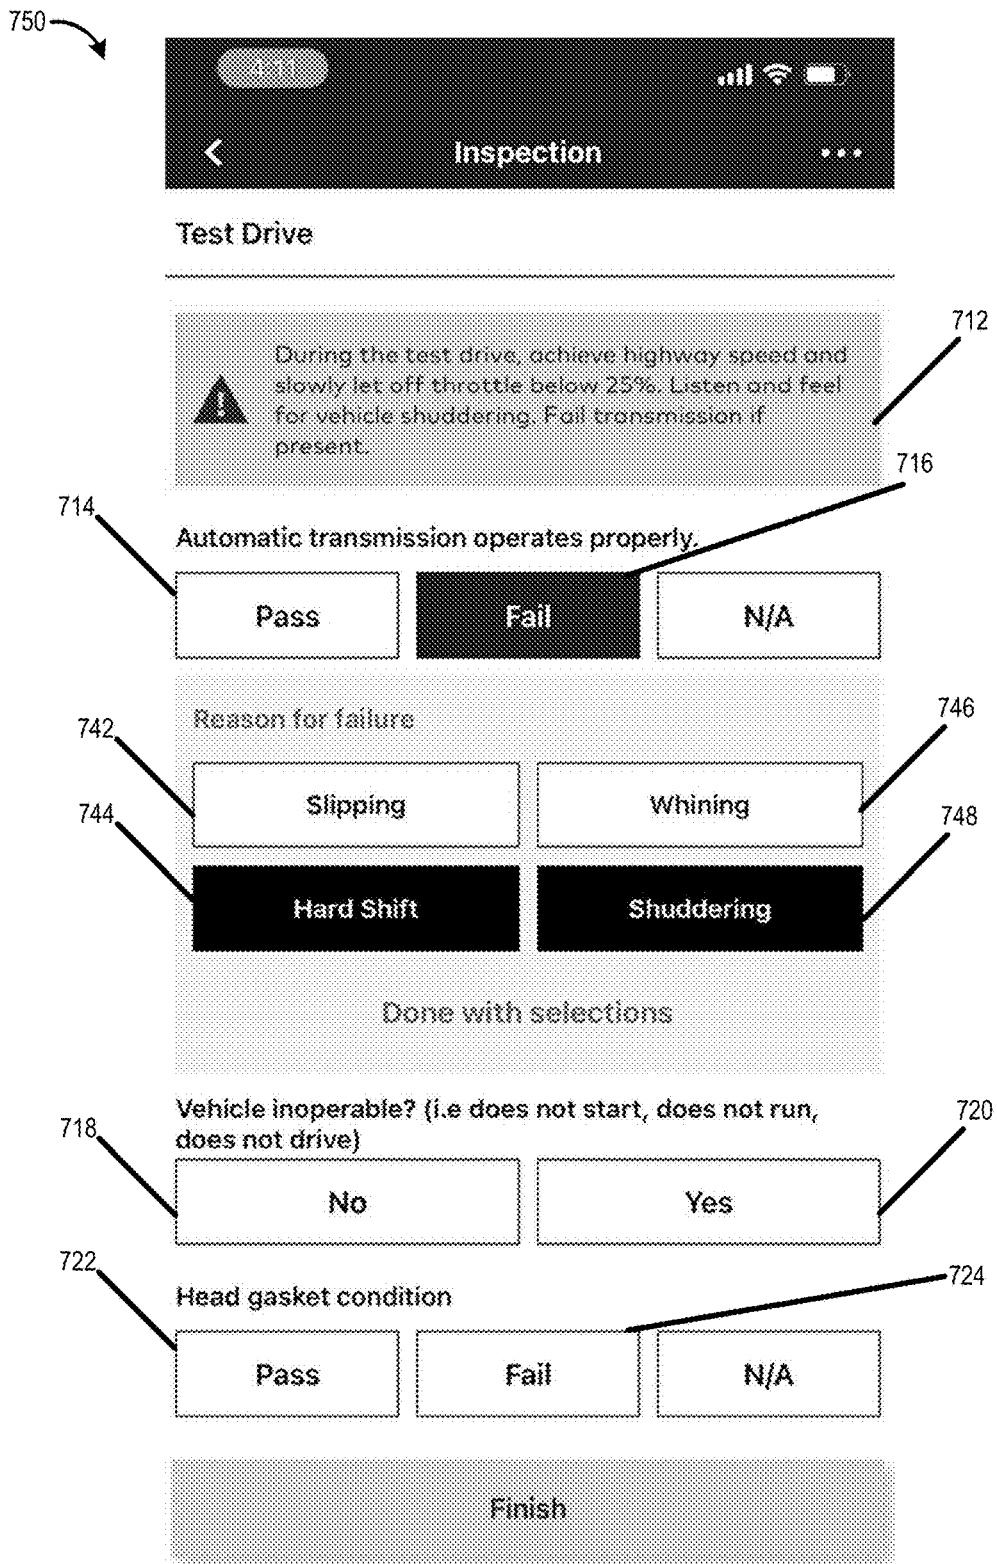 750
4:11
Inspection
Test Drive
712
During the test drive, achieve highway speed and
slowly let off throttle below 25%. Listen and feel
for vehicle shuddering. Fail transmission if
present.
716
714
Automatic transmission operates properly.
Pass Fail N/A
Reason for failure
742
746
Slipping Whining
744
748
Hard Shift Shuddering
Done with selections
Vehicle inoperable? (i.e does not start, does not run,
does not drive)
718
720
No Yes
722
724
Head gasket condition
Pass Fail N/A
Finish